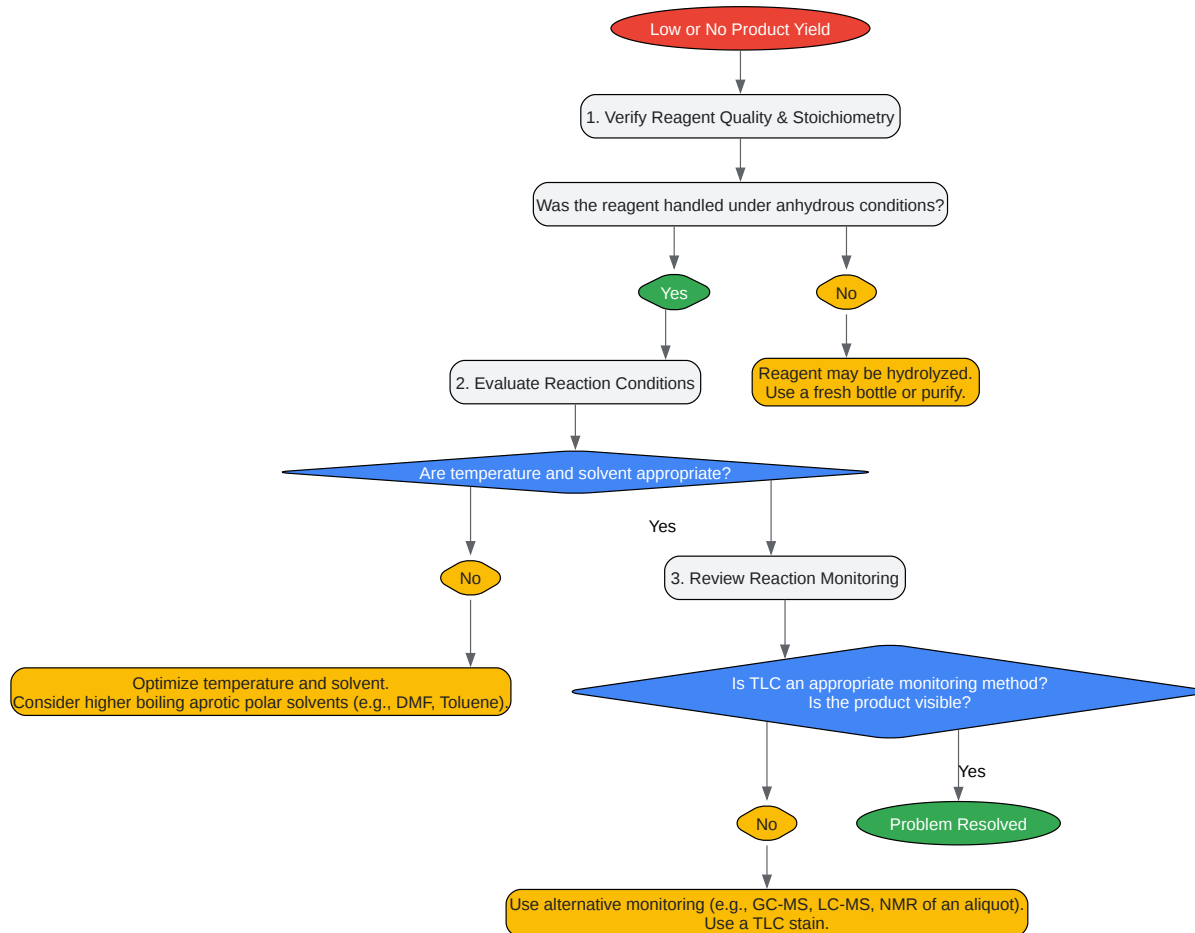 Low or No Product Yield
1. Verify Reagent Quality & Stoichiometry
Was the reagent handled under anhydrous conditions?
Yes
No
2. Evaluate Reaction Conditions
Reagent may be hydrolyzed.
Use a fresh bottle or purify.
Are temperature and solvent appropriate?
Yes
No
3. Review Reaction Monitoring
Optimize temperature and solvent.
Consider higher boiling aprotic polar solvents (e.g., DMF, Toluene).
Is TLC an appropriate monitoring method?
Is the product visible?
Yes
No
Problem Resolved
Use alternative monitoring (e.g., GC-MS, LC-MS, NMR of an aliquot).
Use a TLC stain.